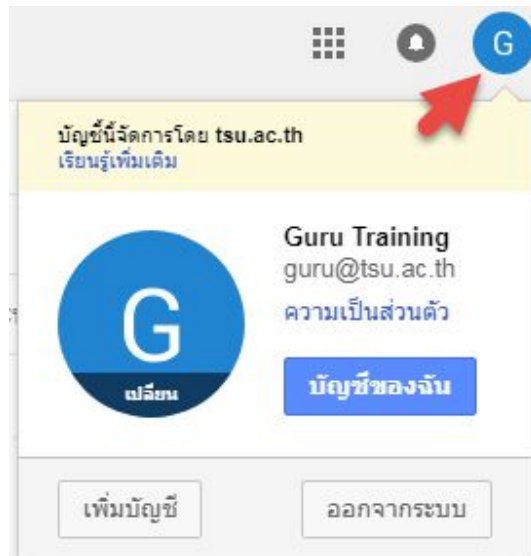 G
บัญชีนี้จัดการโดย tsu.ac.th
เรียนรู้เพิ่มเติม
Guru Training
guru@tsu.ac.th
ความเป็นส่วนตัว
G
เปลี่ยน
บัญชีของฉัน
เพิ่มบัญชี
ออกจากระบบ